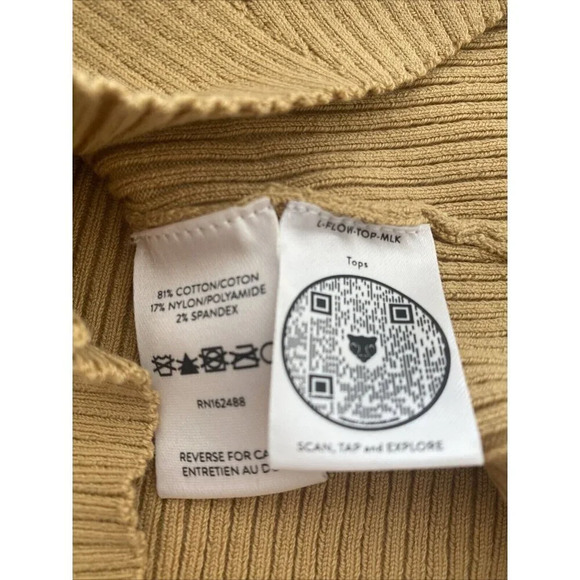 81% COTTON/COTON
17% NYLON/POLYAMIDE
2% SPANDEX
RN162488
REVERSE FOR CA
ENTRETIEN AU D
L-FLOW-TOP-MLK
Tops
SCAN, TAP and EXPLORE